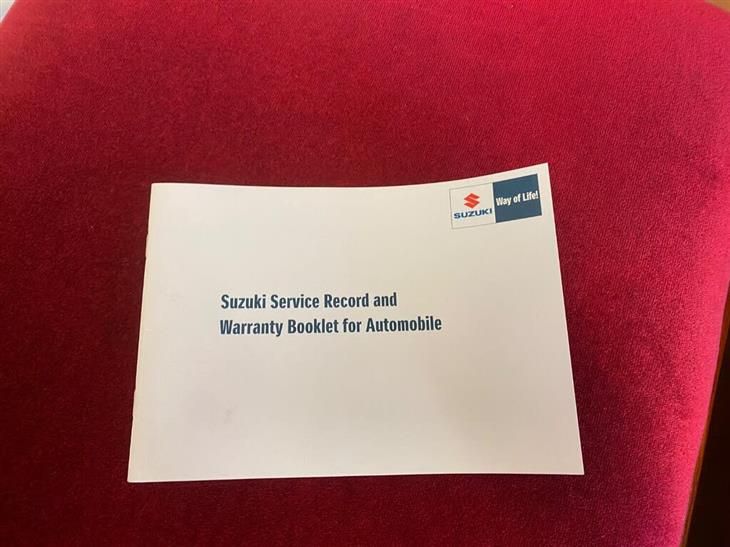 SUZUKI
Way of Life!
Suzuki Service Record and
Warranty Booklet for Automobile